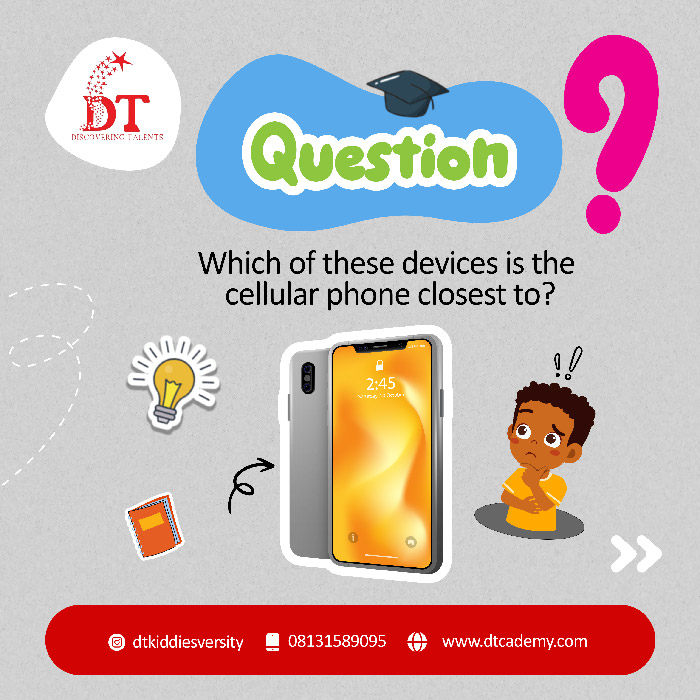 DT
DISCOVERING TALENTS
Question
?
Which of these devices is the
cellular phone closest to?
!!
2:45
dtkiddiesversity
08131589095
www.dtcademy.com